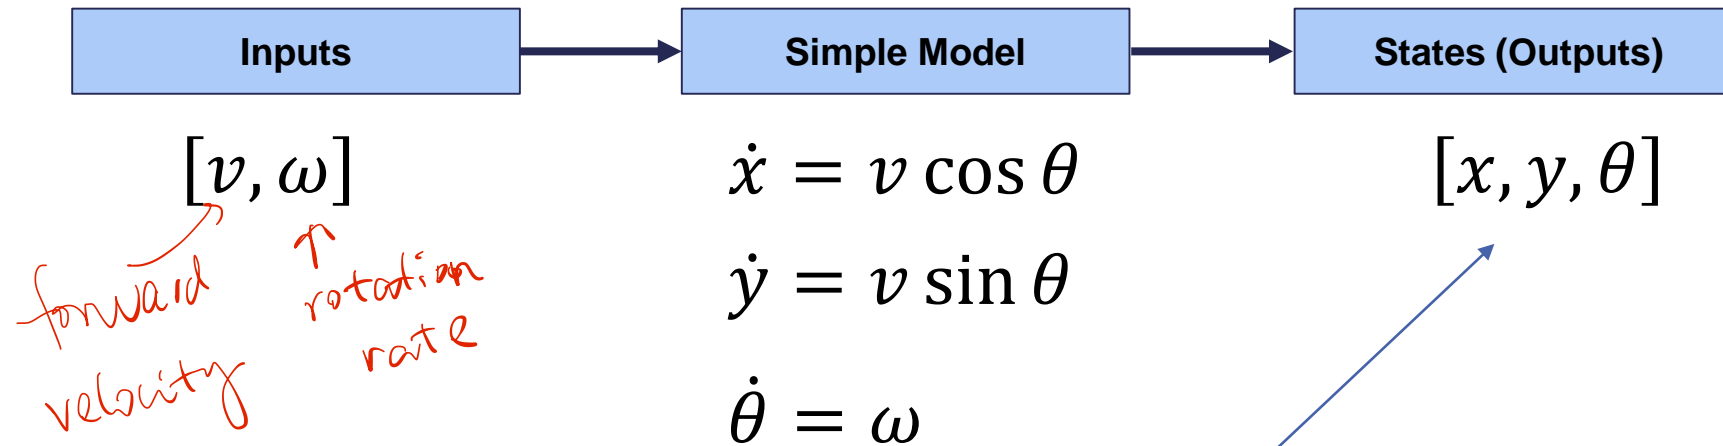 Inputs
Simple Model
States (Outputs)
[v, ω]
ẋ = v cos θ
[x, y, θ]
forward
velocity
rotation
rate
ẏ = v sin θ
θ̇ = ω